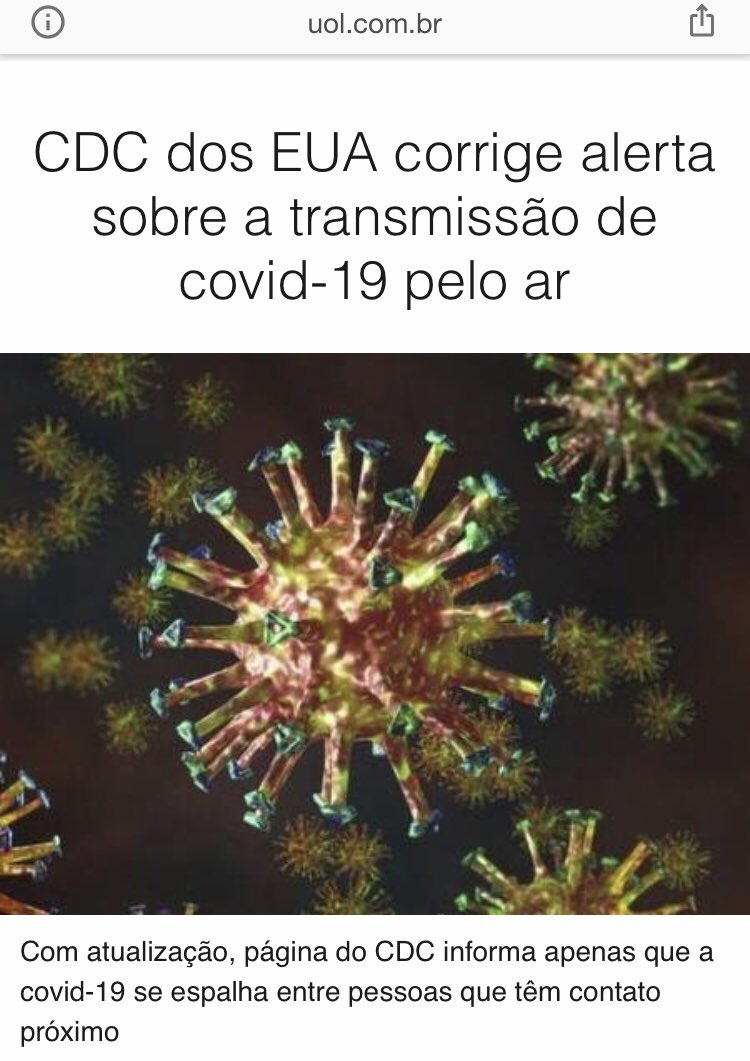 uol.com.br
CDC dos EUA corrige alerta
sobre a transmissão de
covid-19 pelo ar
Com atualização, página do CDC informa apenas que a
covid-19 se espalha entre pessoas que têm contato
próximo